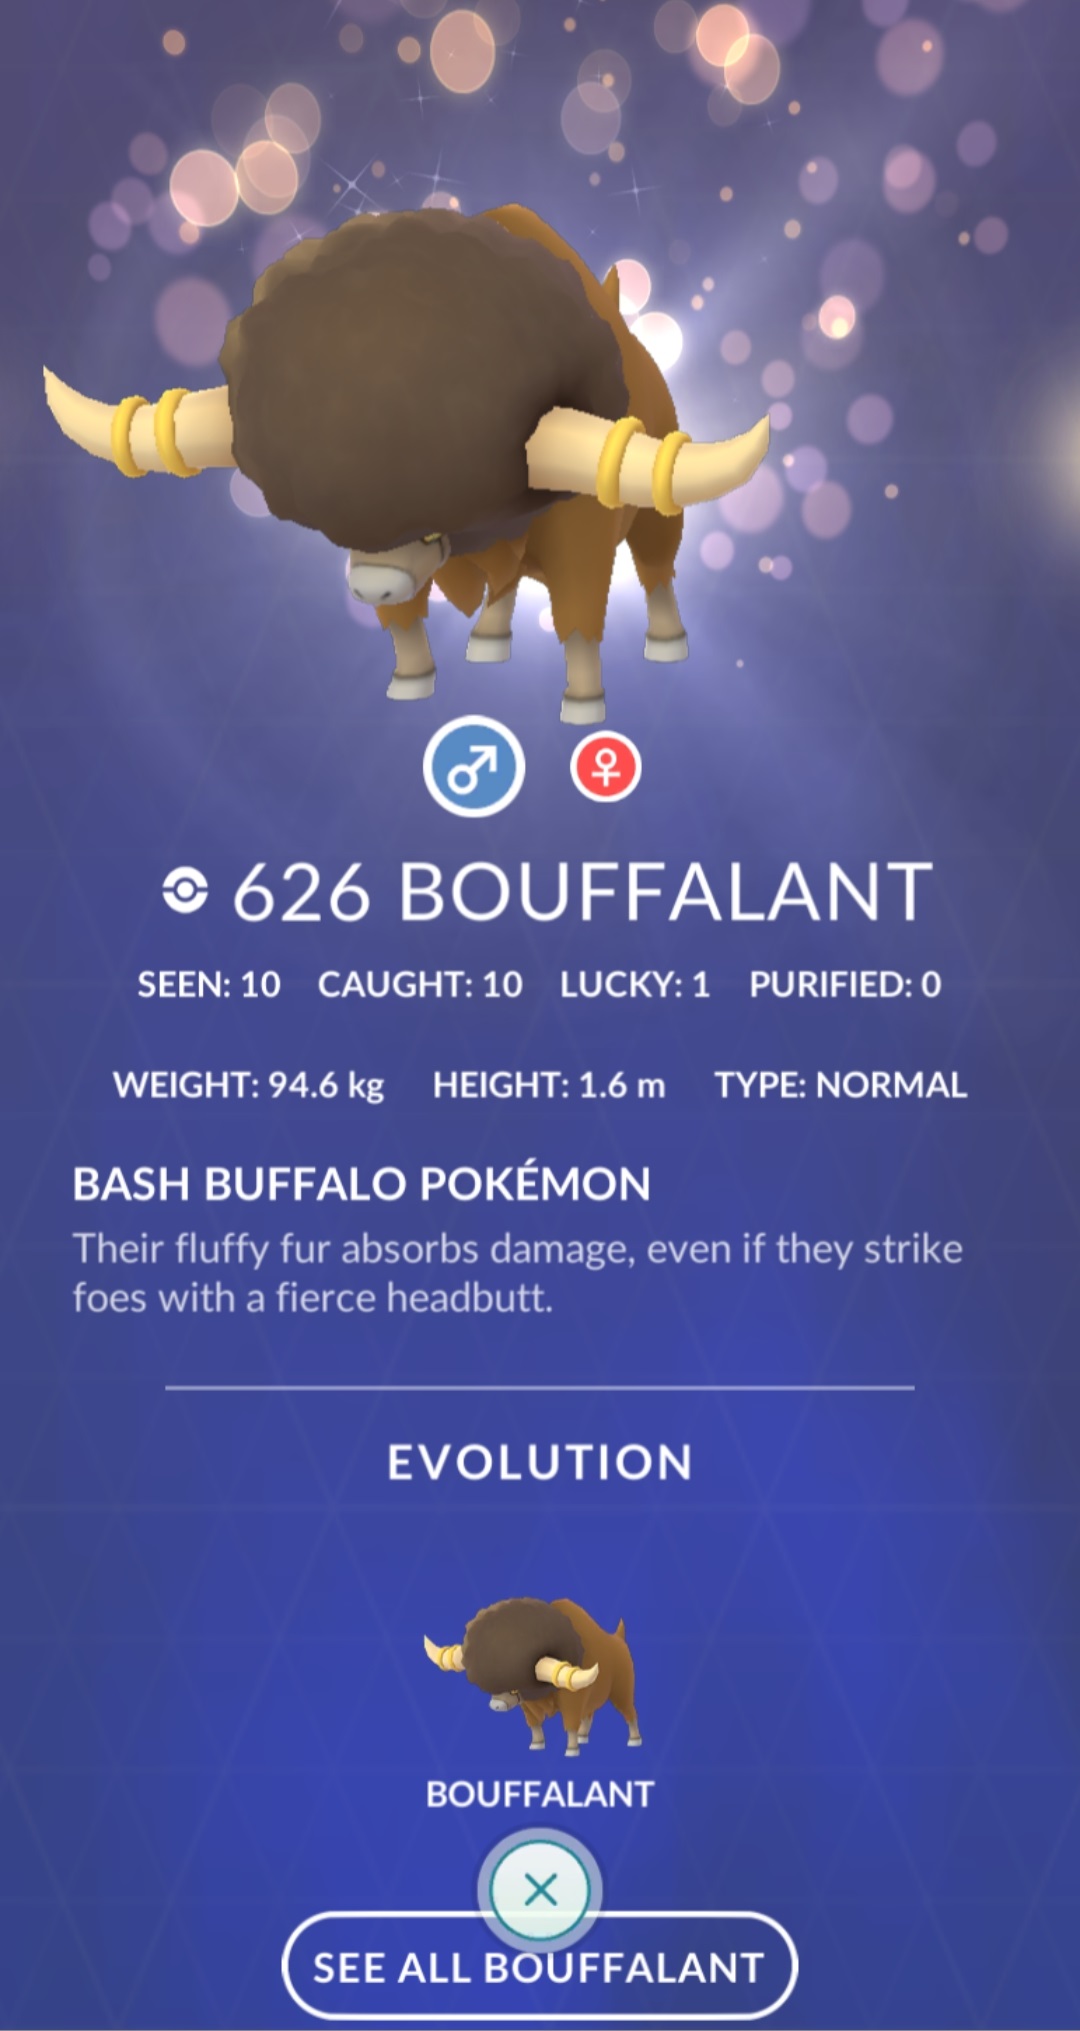 626 BOUFFALANT
SEEN: 10 CAUGHT: 10 LUCKY: 1 PURIFIED: 0
WEIGHT: 94.6 kg HEIGHT: 1.6 m TYPE: NORMAL
BASH BUFFALO POKÉMON
Their fluffy fur absorbs damage, even if they strike
foes with a fierce headbutt.
EVOLUTION
BOUFFALANT
SEE ALL BOUFFALANT